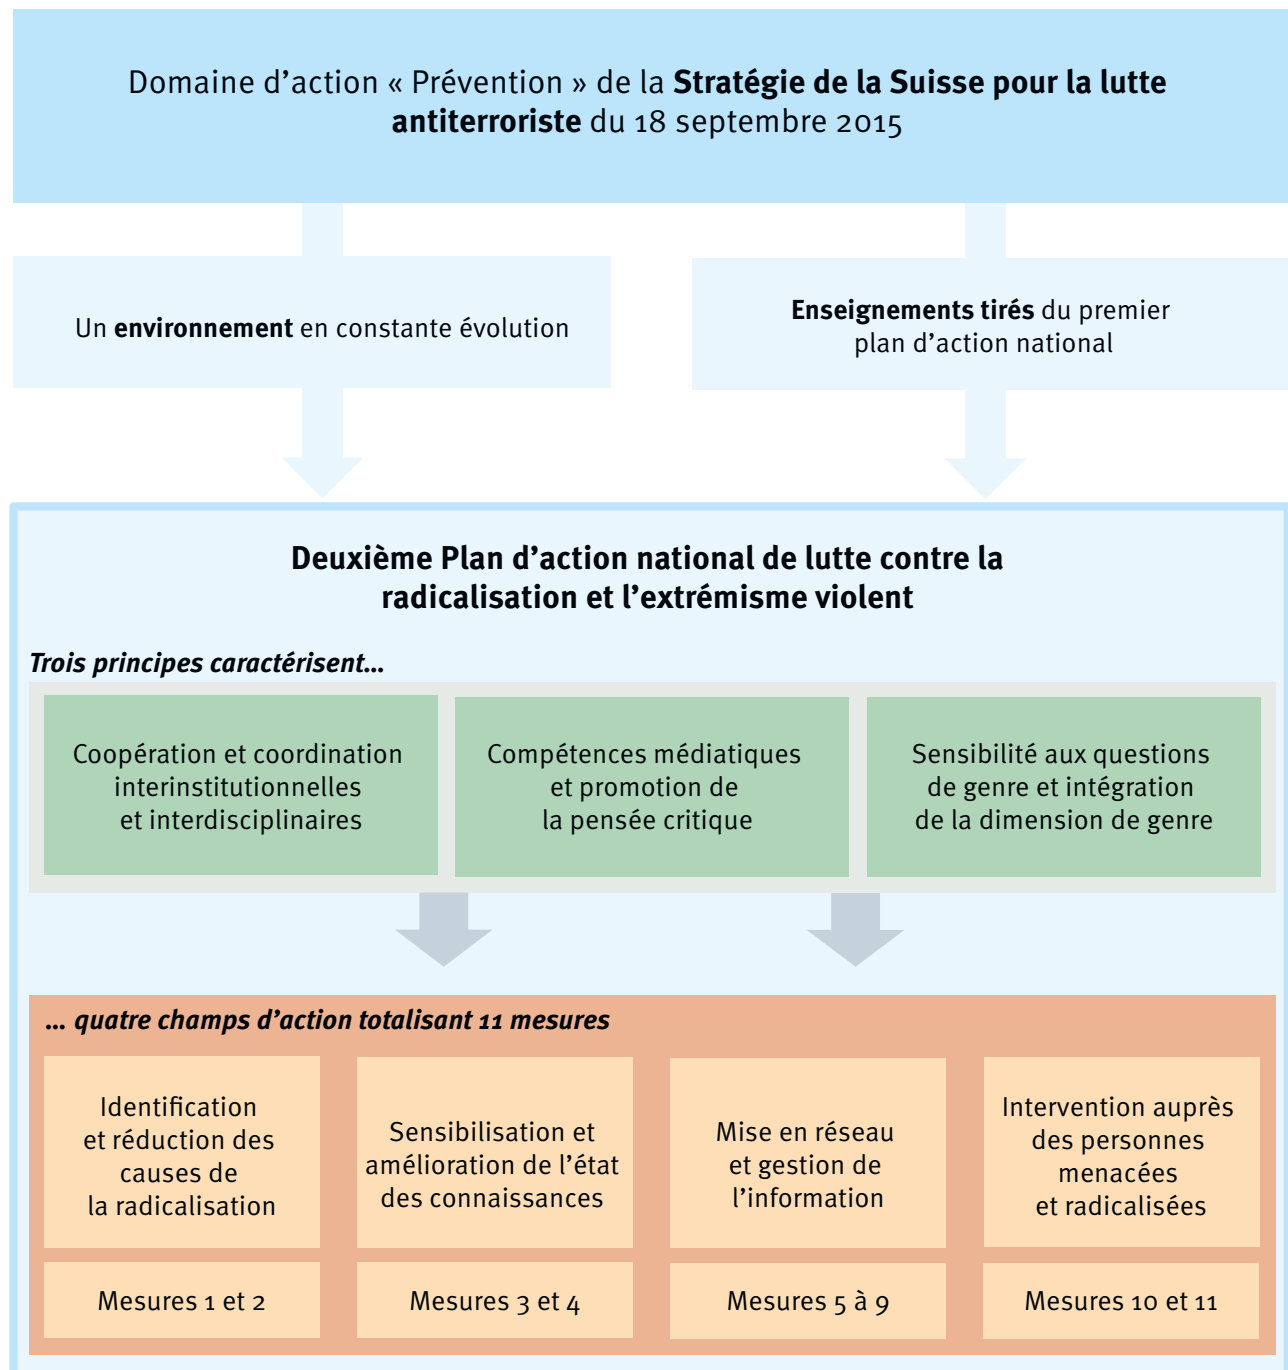 Domaine d’action « Prévention » de la Stratégie de la Suisse pour la lutte
antiterroriste du 18 septembre 2015
Un environnement en constante évolution
Enseignements tirés du premier
plan d’action national
Deuxième Plan d’action national de lutte contre la
radicalisation et l’extrémisme violent
Trois principes caractérisent…
Coopération et coordination
interinstitutionnelles
et interdisciplinaires
Compétences médiatiques
et promotion de
la pensée critique
Sensibilité aux questions
de genre et intégration
de la dimension de genre
… quatre champs d’action totalisant 11 mesures
Identification
et réduction des
causes de
la radicalisation
Sensibilisation et
amélioration de l’état
des connaissances
Mise en réseau
et gestion de
l’information
Intervention auprès
des personnes
menacées
et radicalisées
Mesures 1 et 2
Mesures 3 et 4
Mesures 5 à 9
Mesures 10 et 11